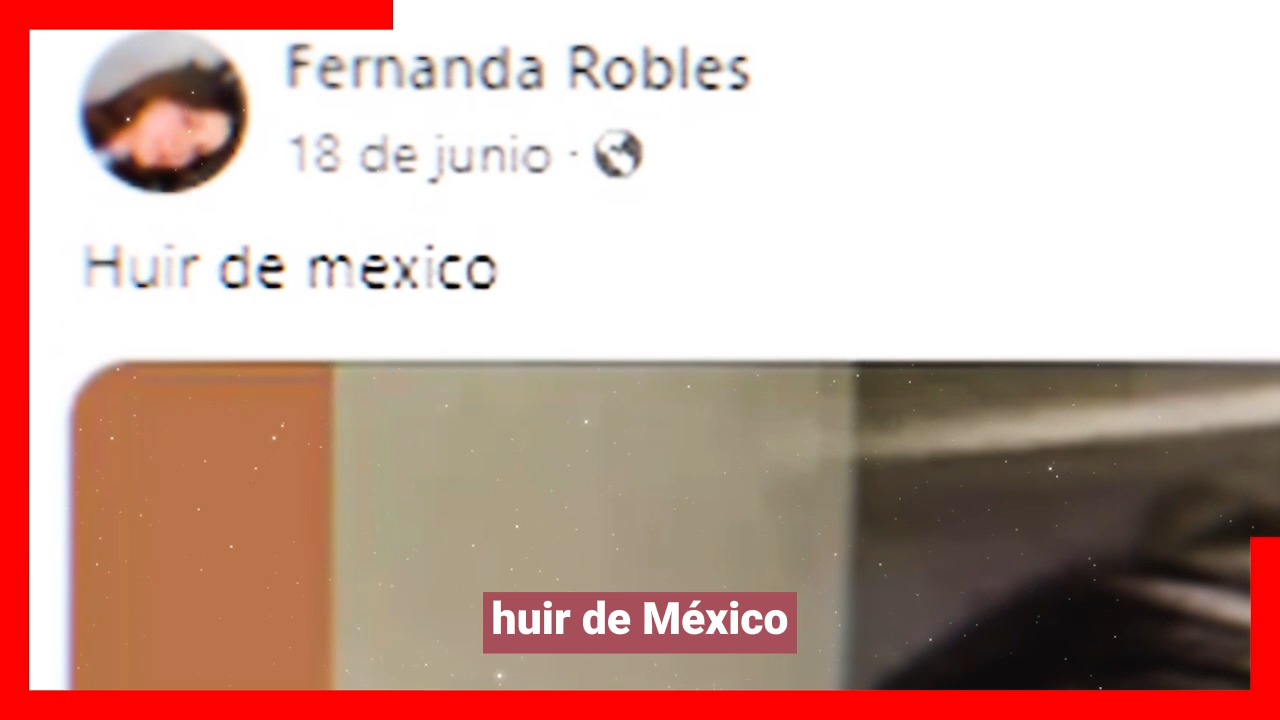 Fernanda Robles
18 de junio ·
Huir de mexico
huir de México